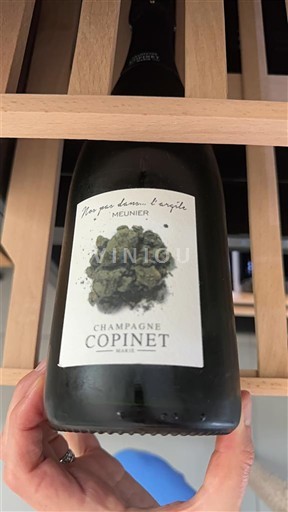 Nos pas dans... l'argile
MEUNIER
VINIOU
CHAMPAGNE
COPINET
MARIE